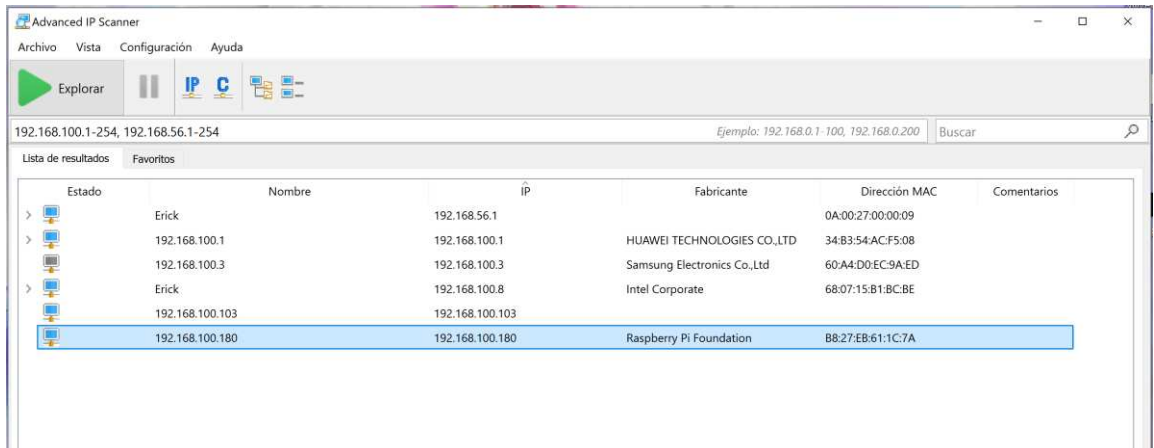 Advanced IP Scanner
Archivo Vista Configuración Ayuda
Explorar IP C
192.168.100.1-254, 192.168.56.1-254 Ejemplo: 192.168.0.1-100, 192.168.0.200 Buscar
Lista de resultados Favoritos
Estado Nombre IP Fabricante Dirección MAC Comentarios
Erick 192.168.56.1 0A:00:27:00:00:09
192.168.100.1 192.168.100.1 HUAWEI TECHNOLOGIES CO.,LTD 34:B3:54:AC:F5:08
192.168.100.3 192.168.100.3 Samsung Electronics Co.,Ltd 60:A4:D0:EC:9A:ED
Erick 192.168.100.8 Intel Corporate 68:07:15:B1:BC:BE
192.168.100.103 192.168.100.103
192.168.100.180 192.168.100.180 Raspberry Pi Foundation B8:27:EB:61:1C:7A